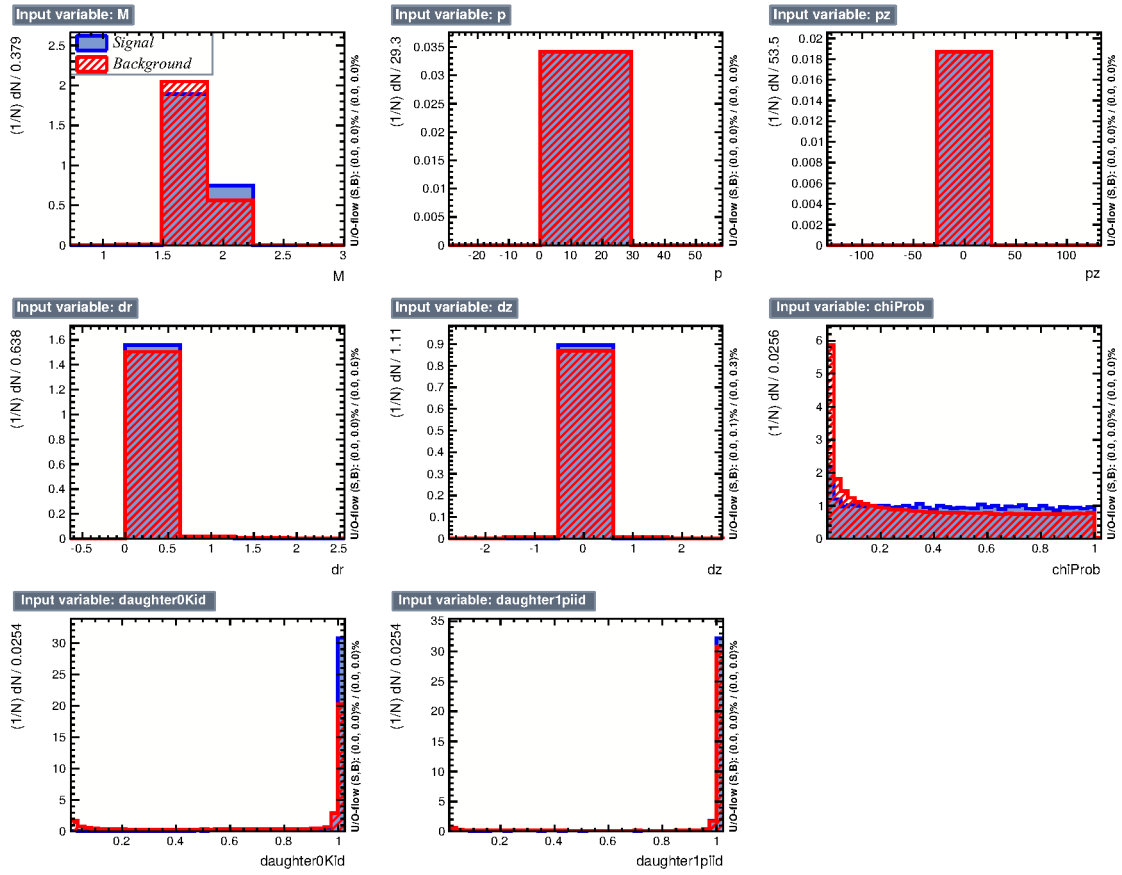 Input variable: M
(1/N) dN / 0.379
Signal
Background
2.5
2
1.5
1
0.5
0
1 1.5 2 2.5 3
M
U/O-flow (S,B): (0.0, 0.0)% / (0.0, 0.0)%
Input variable: p
(1/N) dN / 29.3
0.035
0.03
0.025
0.02
0.015
0.01
0.005
0
-20 -10 0 10 20 30 40 50
p
U/O-flow (S,B): (0.0, 0.0)% / (0.0, 0.0)%
Input variable: pz
(1/N) dN / 53.5
0.02
0.018
0.016
0.014
0.012
0.01
0.008
0.006
0.004
0.002
0
-100 -50 0 50 100
pz
U/O-flow (S,B): (0.0, 0.0)% / (0.0, 0.0)%
Input variable: dr
(1/N) dN / 0.638
1.6
1.4
1.2
1
0.8
0.6
0.4
0.2
0
-0.5 0 0.5 1 1.5 2 2.5
dr
U/O-flow (S,B): (0.0, 0.0)% / (0.0, 0.6)%
Input variable: dz
(1/N) dN / 1.11
0.9
0.8
0.7
0.6
0.5
0.4
0.3
0.2
0.1
0
-2 -1 0 1 2
dz
U/O-flow (S,B): (0.0, 0.1)% / (0.0, 0.3)%
Input variable: chiProb
(1/N) dN / 0.0256
6
5
4
3
2
1
0
0.2 0.4 0.6 0.8 1
chiProb
U/O-flow (S,B): (0.0, 0.0)% / (0.0, 0.0)%
Input variable: daughter0Kid
(1/N) dN / 0.0254
30
25
20
15
10
5
0
0.2 0.4 0.6 0.8 1
daughter0Kid
U/O-flow (S,B): (0.0, 0.0)% / (0.0, 0.0)%
Input variable: daughter1piid
(1/N) dN / 0.0254
35
30
25
20
15
10
5
0
0.2 0.4 0.6 0.8 1
daughter1piid
U/O-flow (S,B): (0.0, 0.0)% / (0.0, 0.0)%